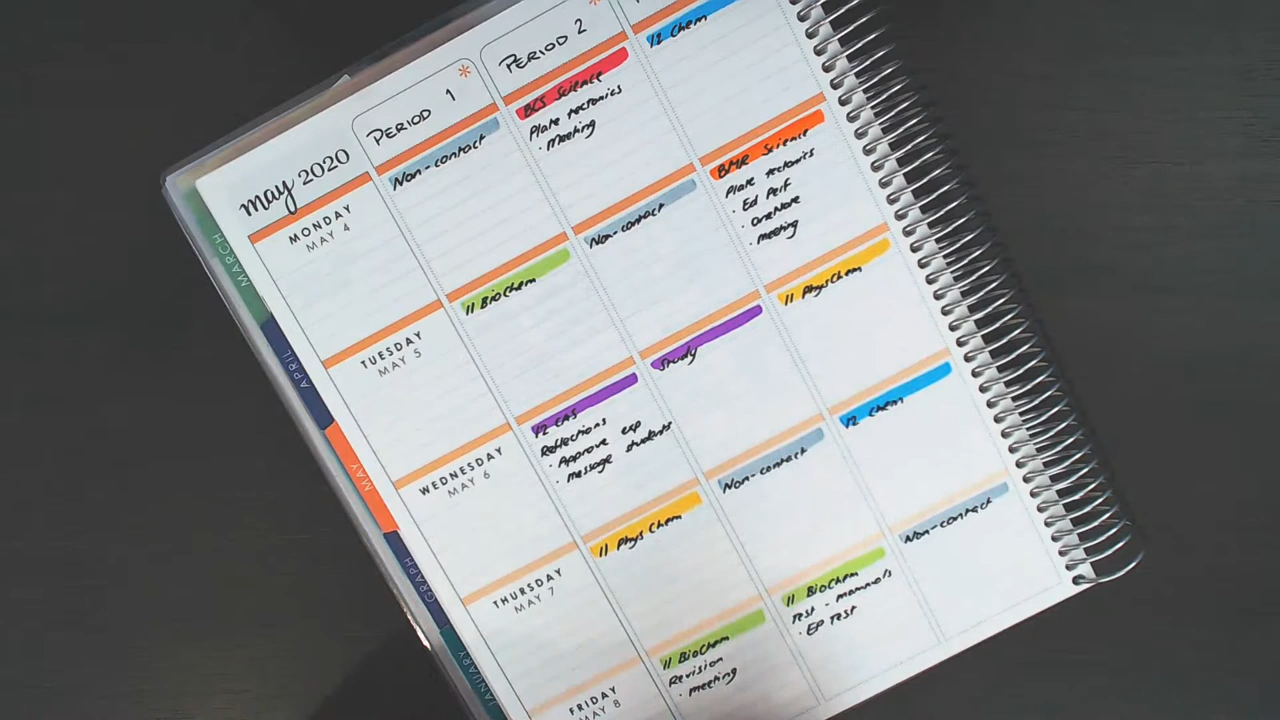 may 2020
PERIOD 1
*
PERIOD 2
*
MONDAY
MAY 4
Non-contact
BCS Science
Plate tectonics
· Meeting
12 Chem
TUESDAY
MAY 5
11 BioChem
Non-contact
BMR Science
Plate tectonics
· Ed Perf
· OneNote
· meeting
WEDNESDAY
MAY 6
12 CAS
Reflections
· Approve exp
· message students
Study
11 PhysChem
THURSDAY
MAY 7
11 Phys Chem
Non-contact
12 Chem
FRIDAY
MAY 8
11 BioChem
Revision
· meeting
11 BioChem
Test - mammals
· EP Test
Non-contact
MARCH
APRIL
MAY
GRAPH
JANUARY